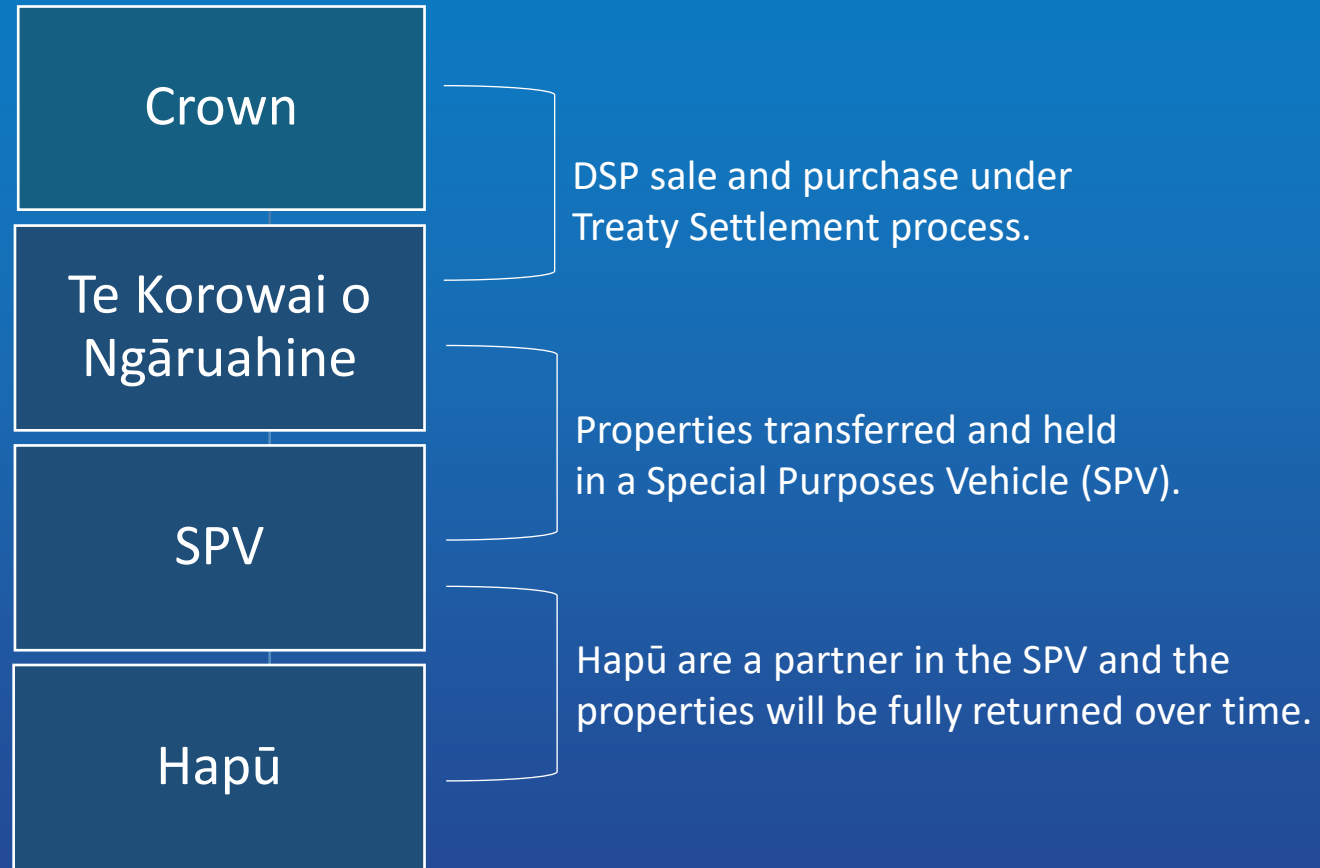 Crown
DSP sale and purchase under
Treaty Settlement process.
Te Korowai o
Ngāruahine
Properties transferred and held
in a Special Purposes Vehicle (SPV).
SPV
Hapū are a partner in the SPV and the
properties will be fully returned over time.
Hapū